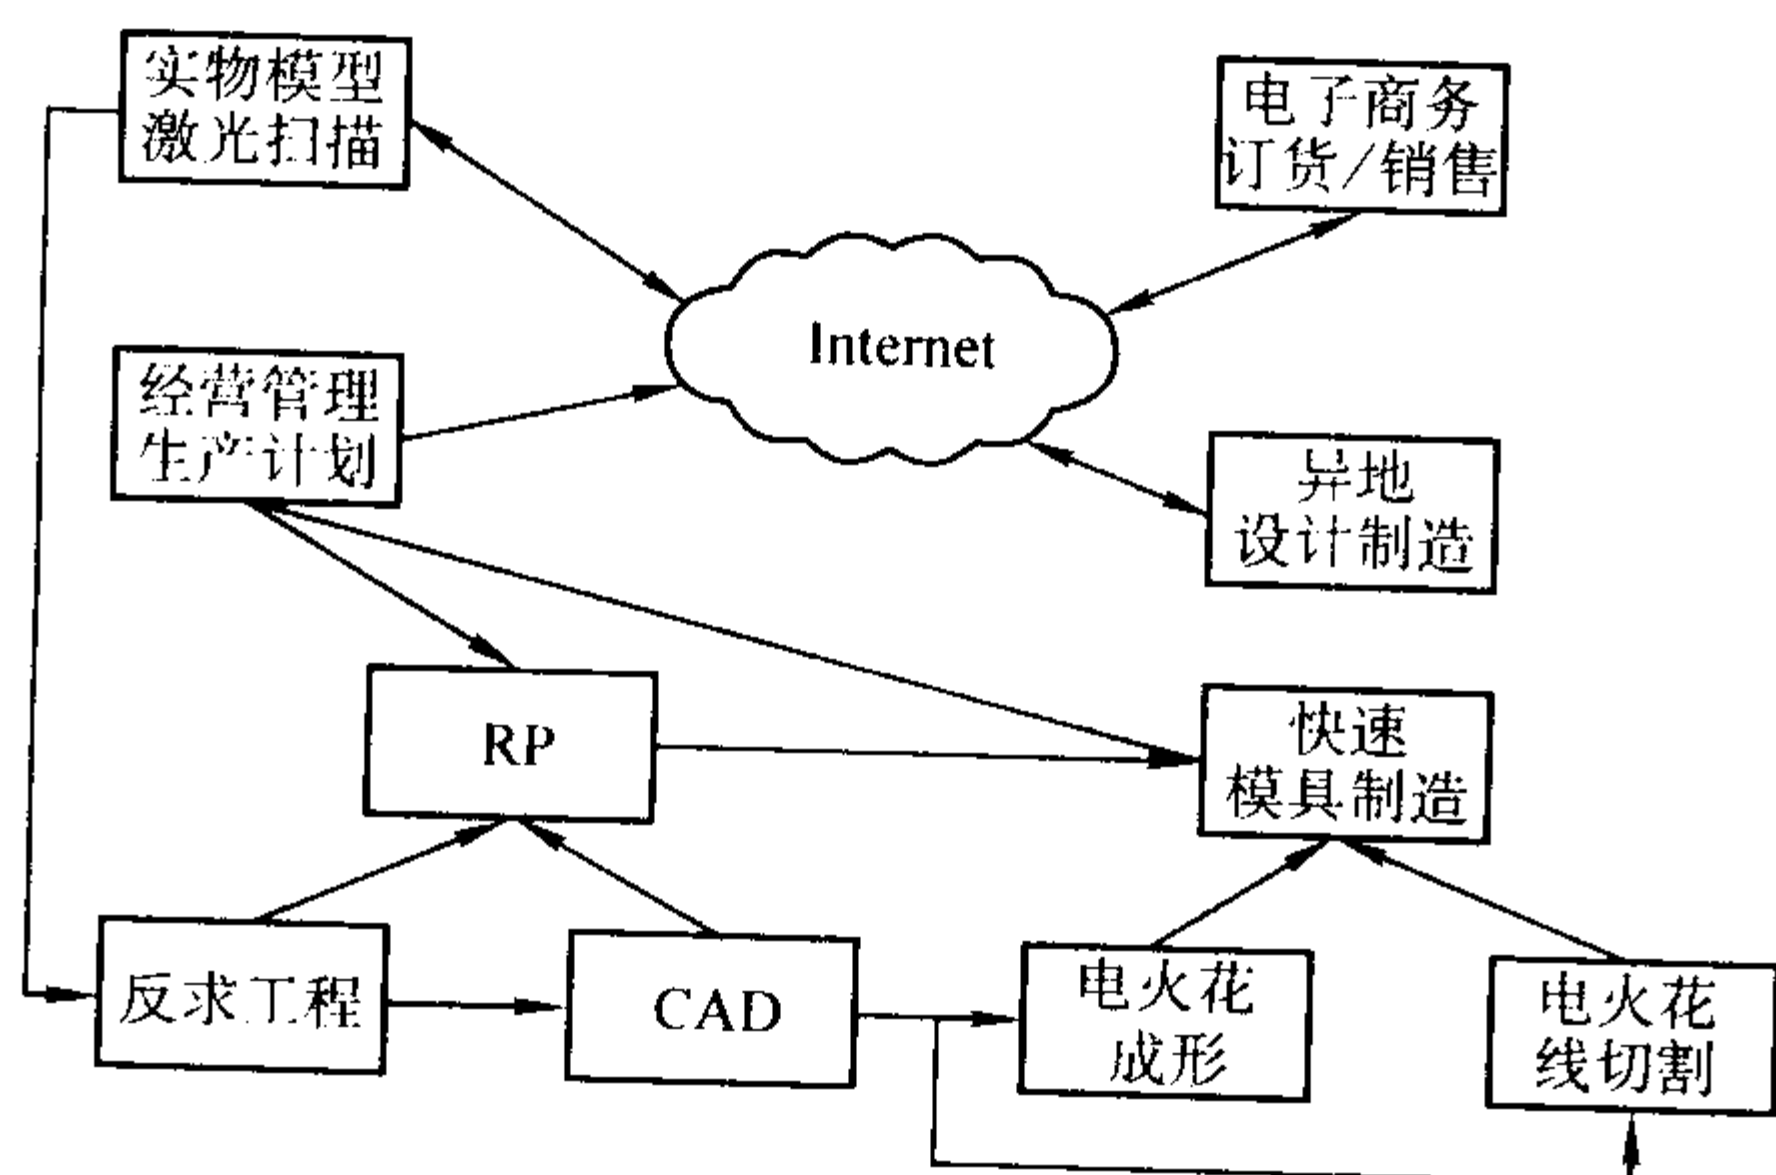 实物模型
激光扫描
电子商务
订货/销售
Internet
经营管理
生产计划
异地
设计制造
RP
快速
模具制造
反求工程
CAD
电火花
成形
电火花
线切割